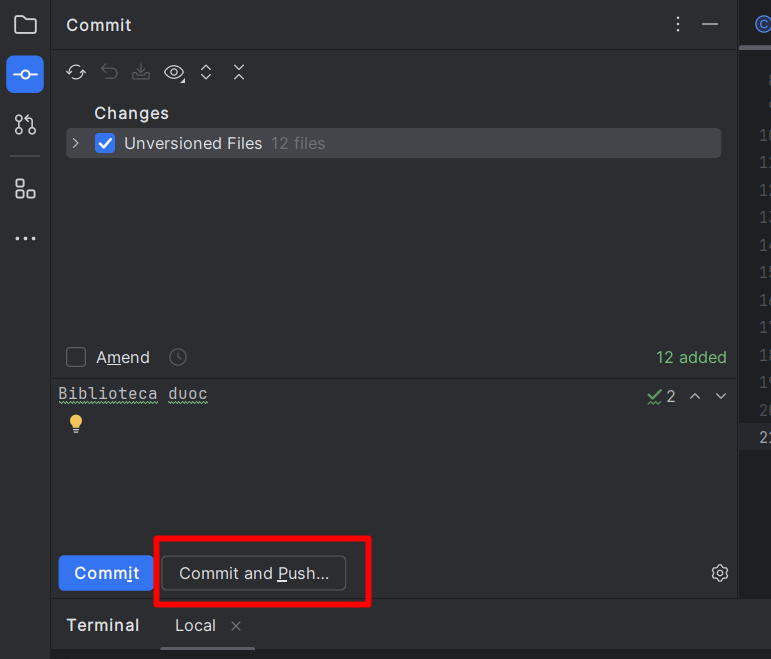 Commit
Changes
Unversioned Files 12 files
Amend
12 added
Biblioteca duoc
2
Commit
Commit and Push...
Terminal
Local